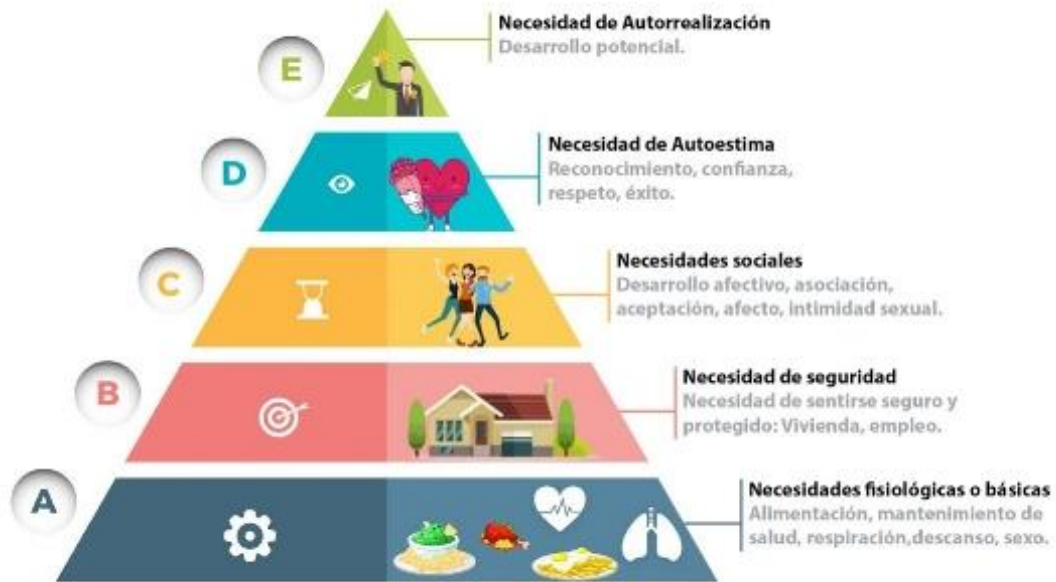 E
Necesidad de Autorrealización
Desarrollo potencial.
D
Necesidad de Autoestima
Reconocimiento, confianza,
respeto, éxito.
C
Necesidades sociales
Desarrollo afectivo, asociación,
aceptación, afecto, intimidad sexual.
B
Necesidad de seguridad
Necesidad de sentirse seguro y
protegido: Vivienda, empleo.
A
Necesidades fisiológicas o básicas
Alimentación, mantenimiento de
salud, respiración,descanso, sexo.